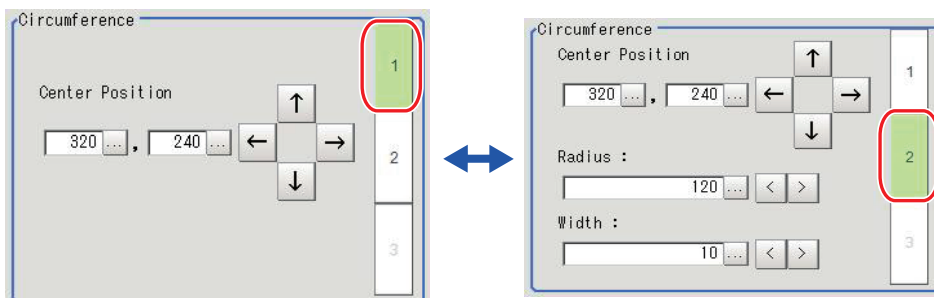 Circumference
1
Center Position
320 ... , 240 ... ← ↑ → ↓
2
3
Circumference
Center Position
320 ... , 240 ... ← ↑ → ↓
1
Radius :
120 ... < >
2
Width :
10 ... < >
3